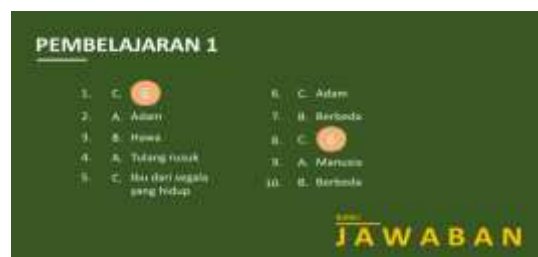 PEMBELAJARAN 1
1. C.
2. A. Adam
3. B. Hawa
4. A. Tulang rusuk
5. C. Ibu dari segala
yang hidup
6. C. Adam
7. B. Berbeda
8. C.
9. A. Manusia
10. B. Berbeda
KUNCI
JAWABAN